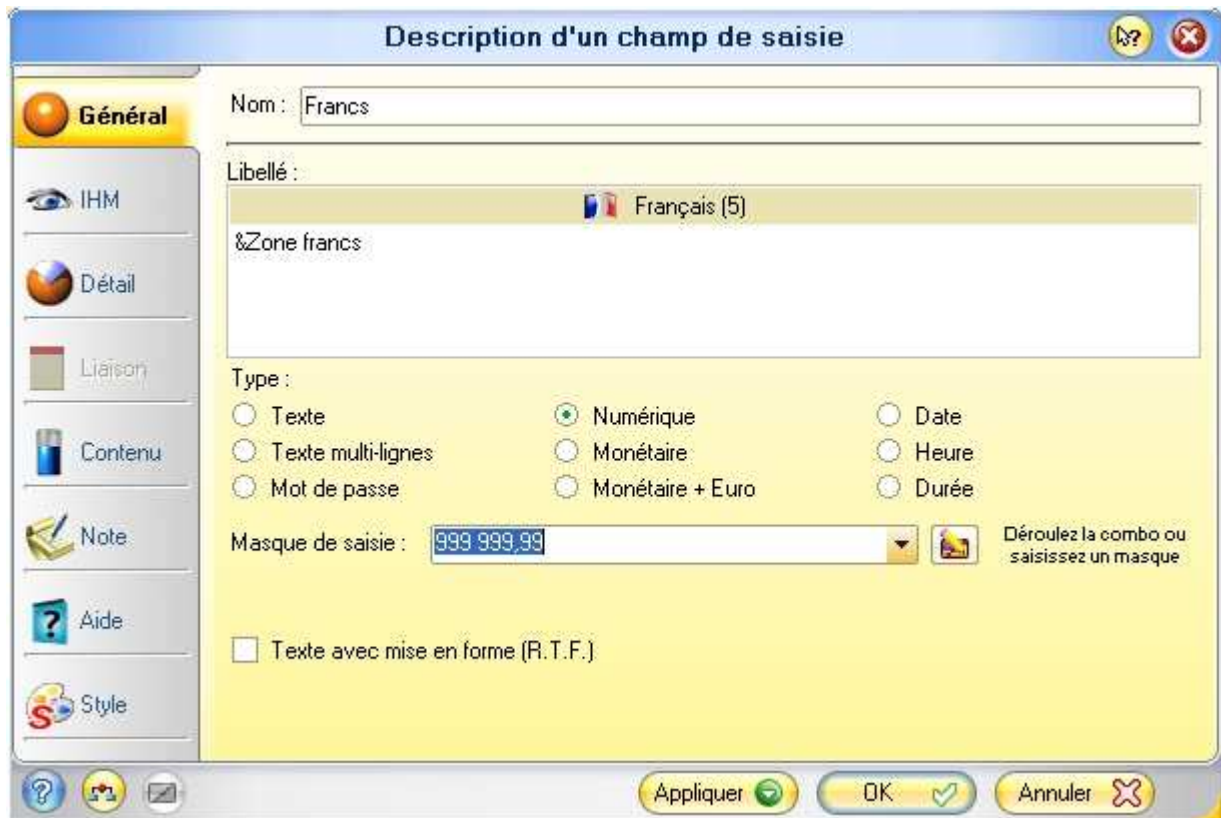 Description d'un champ de saisie
Général
IHM
Détail
Liaison
Contenu
Note
Aide
Style
Nom : Francs
Libellé :
Français (5)
&Zone francs
Type :
Texte Numérique Date
Texte multi-lignes Monétaire Heure
Mot de passe Monétaire + Euro Durée
Masque de saisie : 999 999,99 Déroulez la combo ou
saisissez un masque
Texte avec mise en forme (R.T.F.)
Appliquer OK Annuler